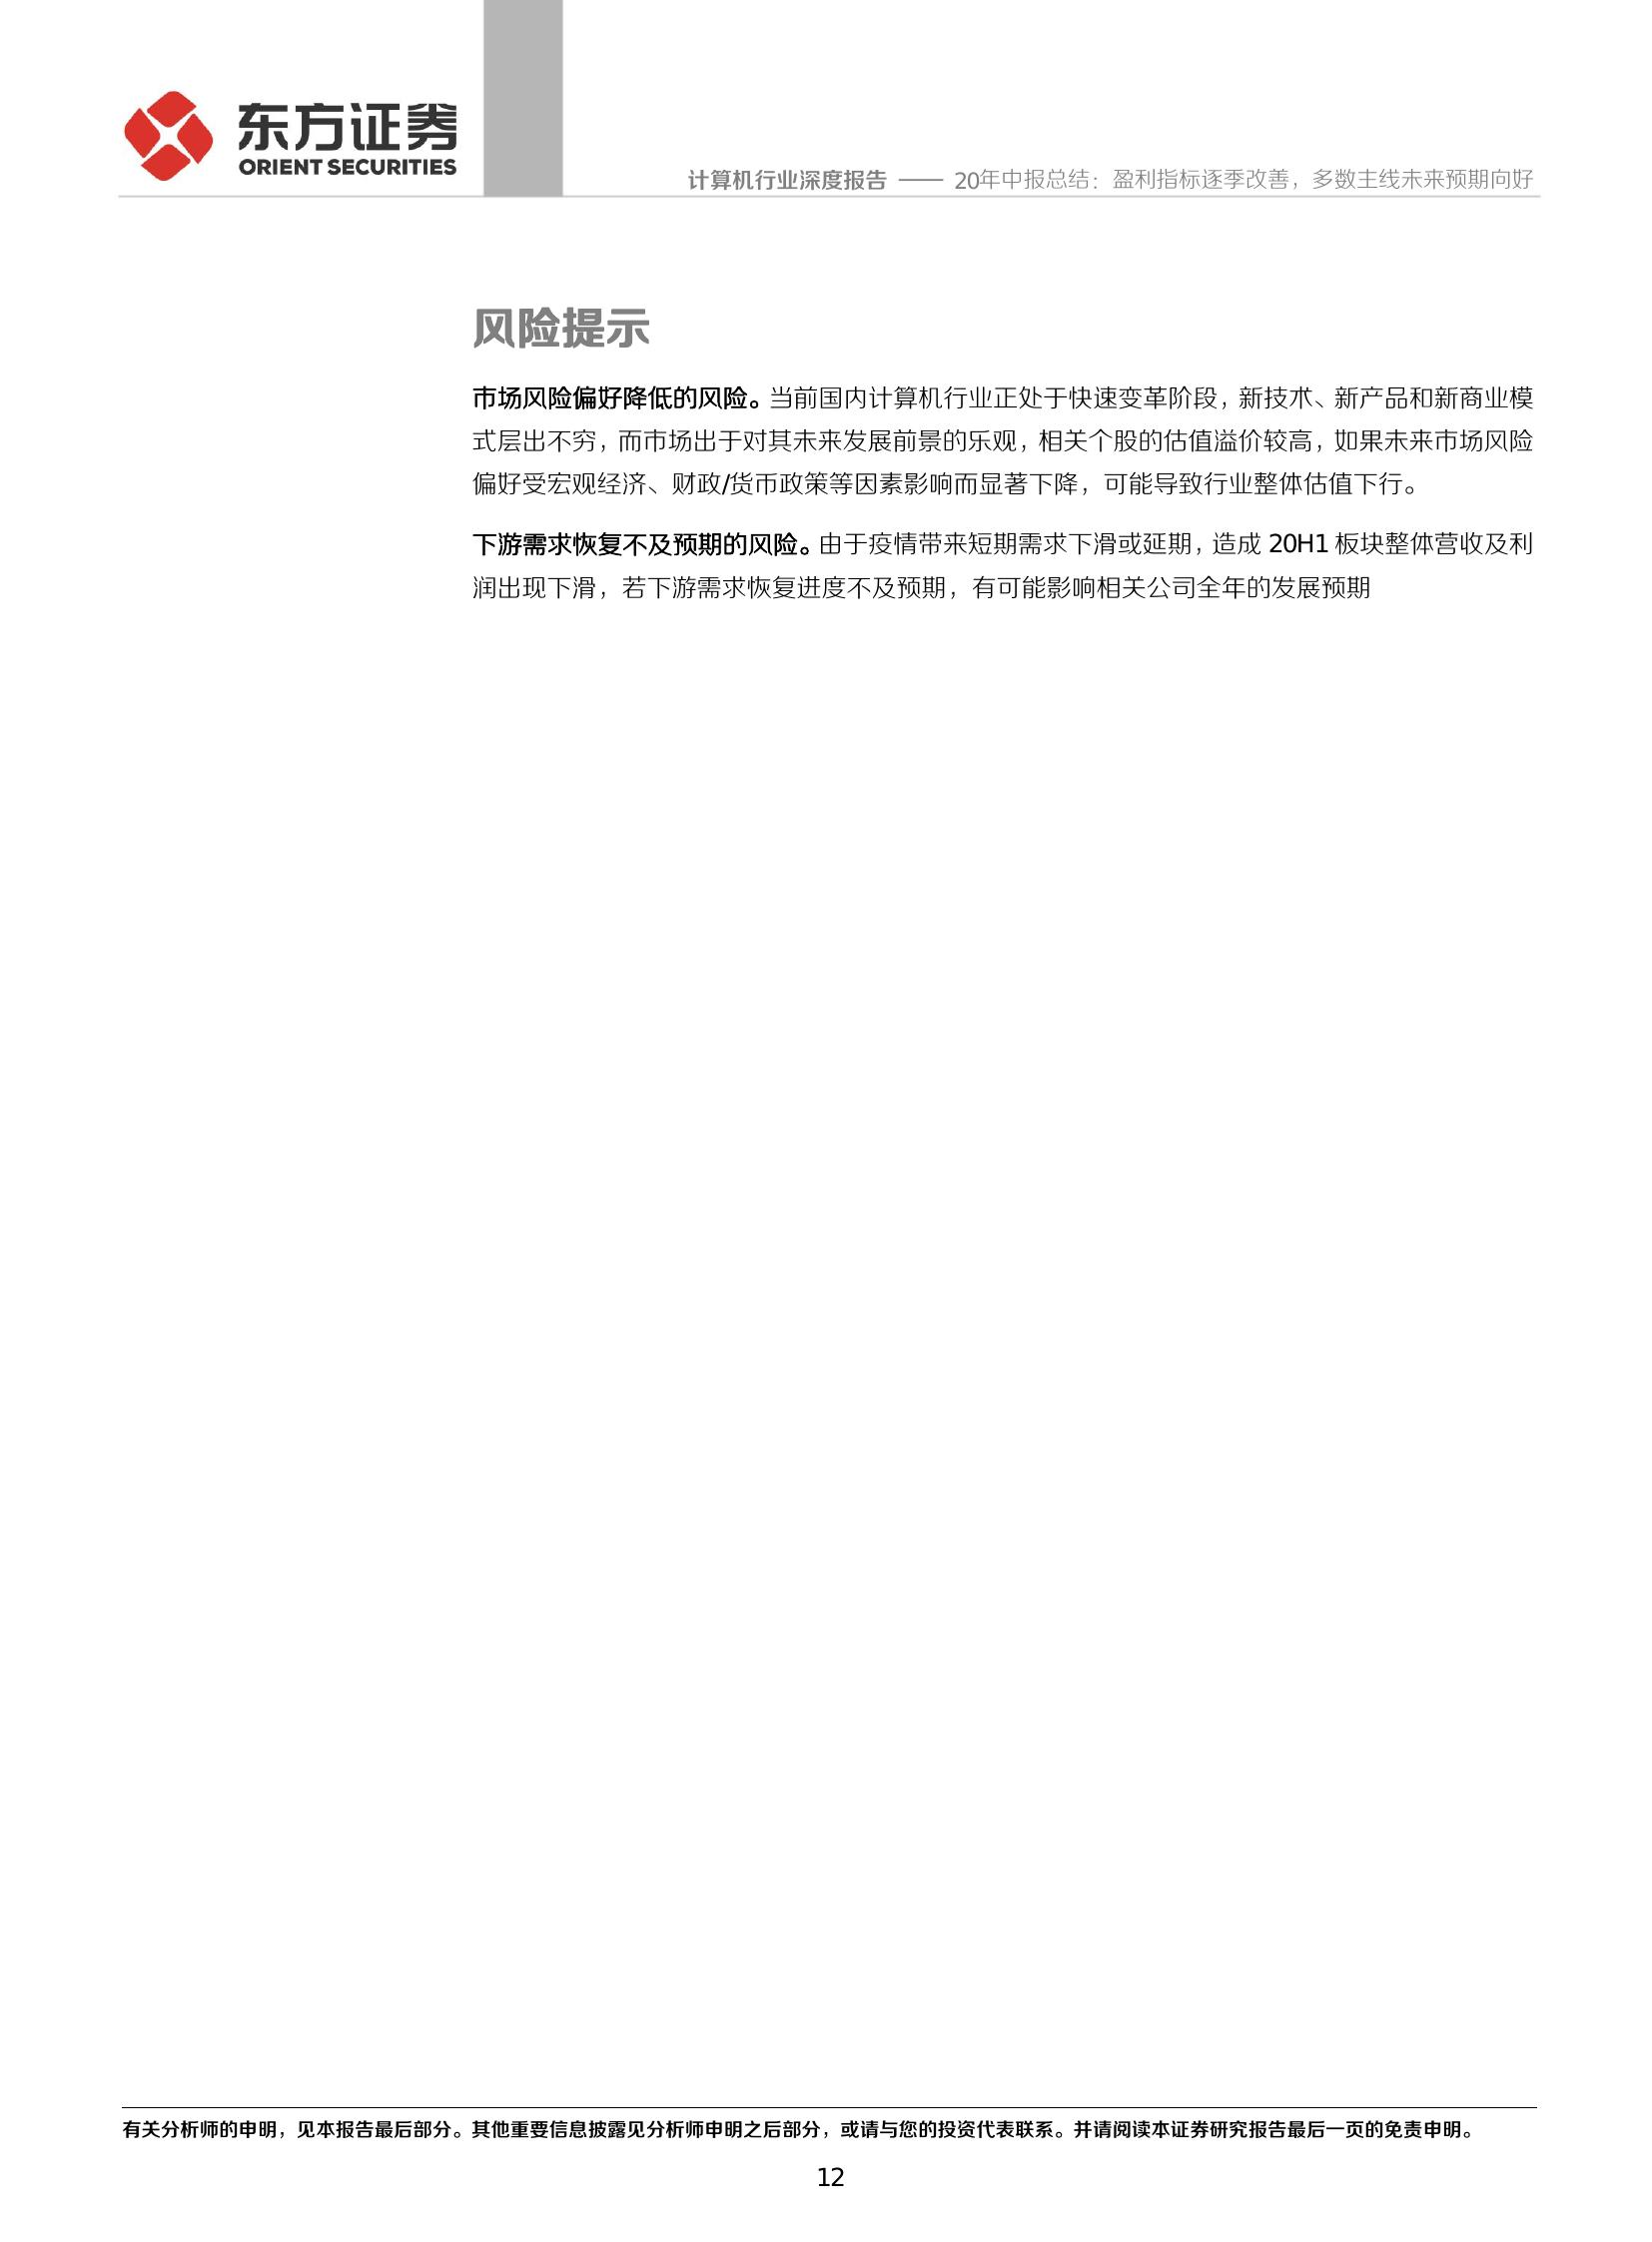 东方证券
ORIENT SECURITIES
计算机行业深度报告 —— 20年中报总结：盈利指标逐季改善，多数主线未来预期向好
风险提示
市场风险偏好降低的风险。当前国内计算机行业正处于快速变革阶段，新技术、新产品和新商业模
式层出不穷，而市场出于对其未来发展前景的乐观，相关个股的估值溢价较高，如果未来市场风险
偏好受宏观经济、财政/货币政策等因素影响而显著下降，可能导致行业整体估值下行。
下游需求恢复不及预期的风险。由于疫情带来短期需求下滑或延期，造成 20H1 板块整体营收及利
润出现下滑，若下游需求恢复进度不及预期，有可能影响相关公司全年的发展预期
有关分析师的申明，见本报告最后部分。其他重要信息披露见分析师申明之后部分，或请与您的投资代表联系。并请阅读本证券研究报告最后一页的免责申明。
12